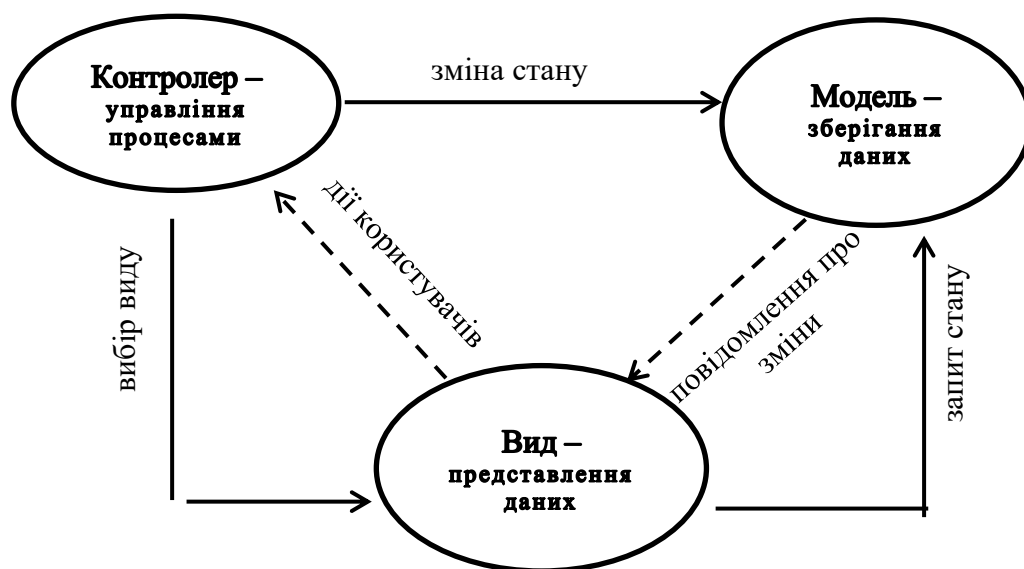 Контролер –
управління
процесами
зміна стану
Модель –
зберігання
даних
дії користувачів
повідомлення про
зміни
вибір виду
запит стану
Вид –
представлення
даних